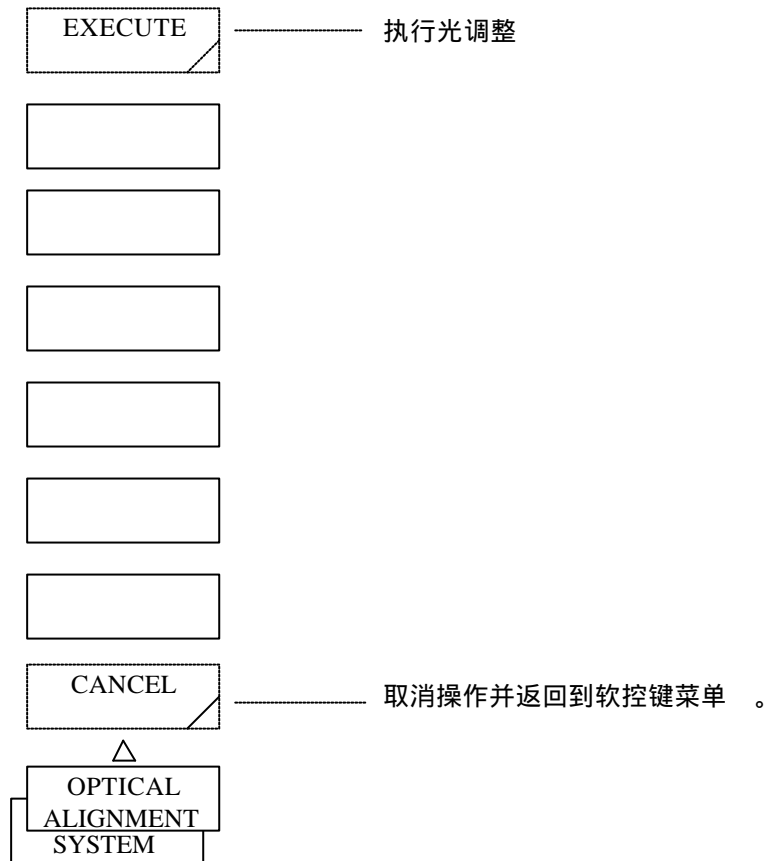 EXECUTE
执行光调整
CANCEL
取消操作并返回到软控键菜单 。
OPTICAL
ALIGNMENT
SYSTEM